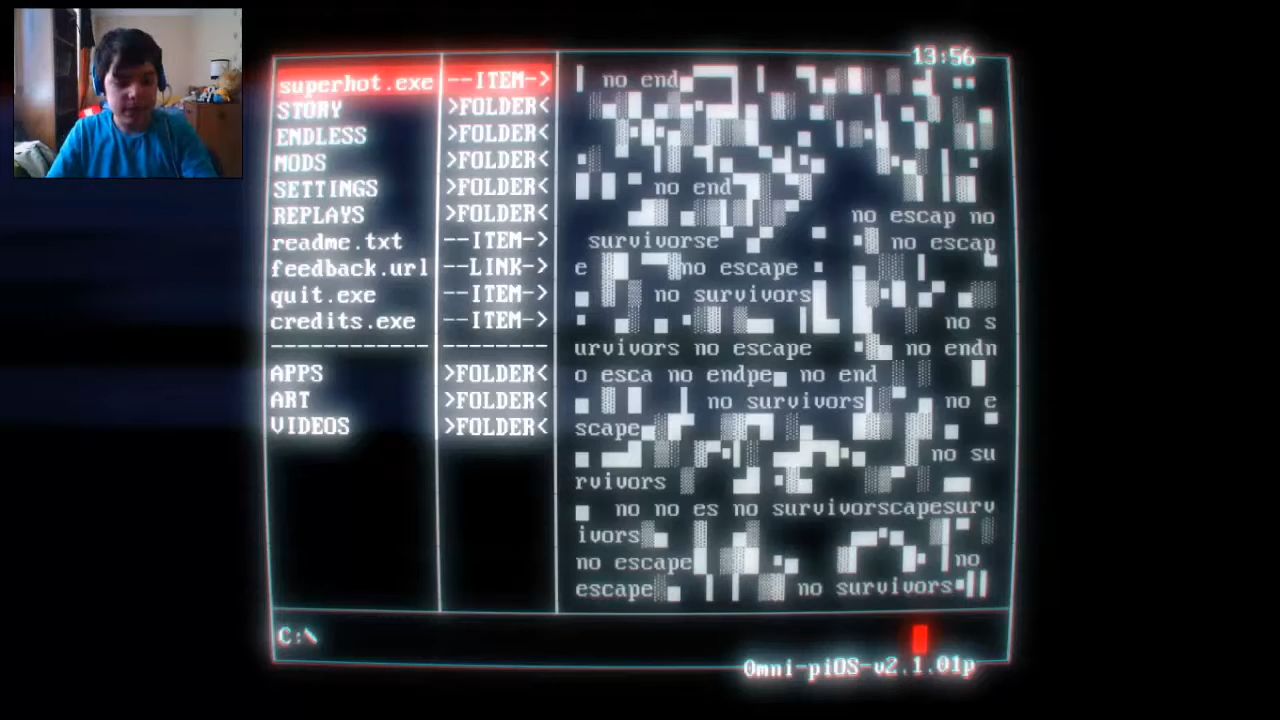 13:56
superhot.exe --ITEM->
STORY >FOLDER<
ENDLESS >FOLDER<
MODS >FOLDER<
SETTINGS >FOLDER<
REPLAYS >FOLDER<
readme.txt --ITEM->
feedback.url --LINK->
quit.exe --ITEM->
credits.exe --ITEM->
APPS >FOLDER<
ART >FOLDER<
VIDEOS >FOLDER<
no end
no end
no escap no
survivorse no escap
e no escape
no survivors
no s
urvivors no escape no endn
o esca no endpe no end
no survivors no e
scape
no su
rvivors
no no es no survivorscapesurv
ivors
no escape no
escape no survivors
C:\
Omni-piOS-v2.1.01p